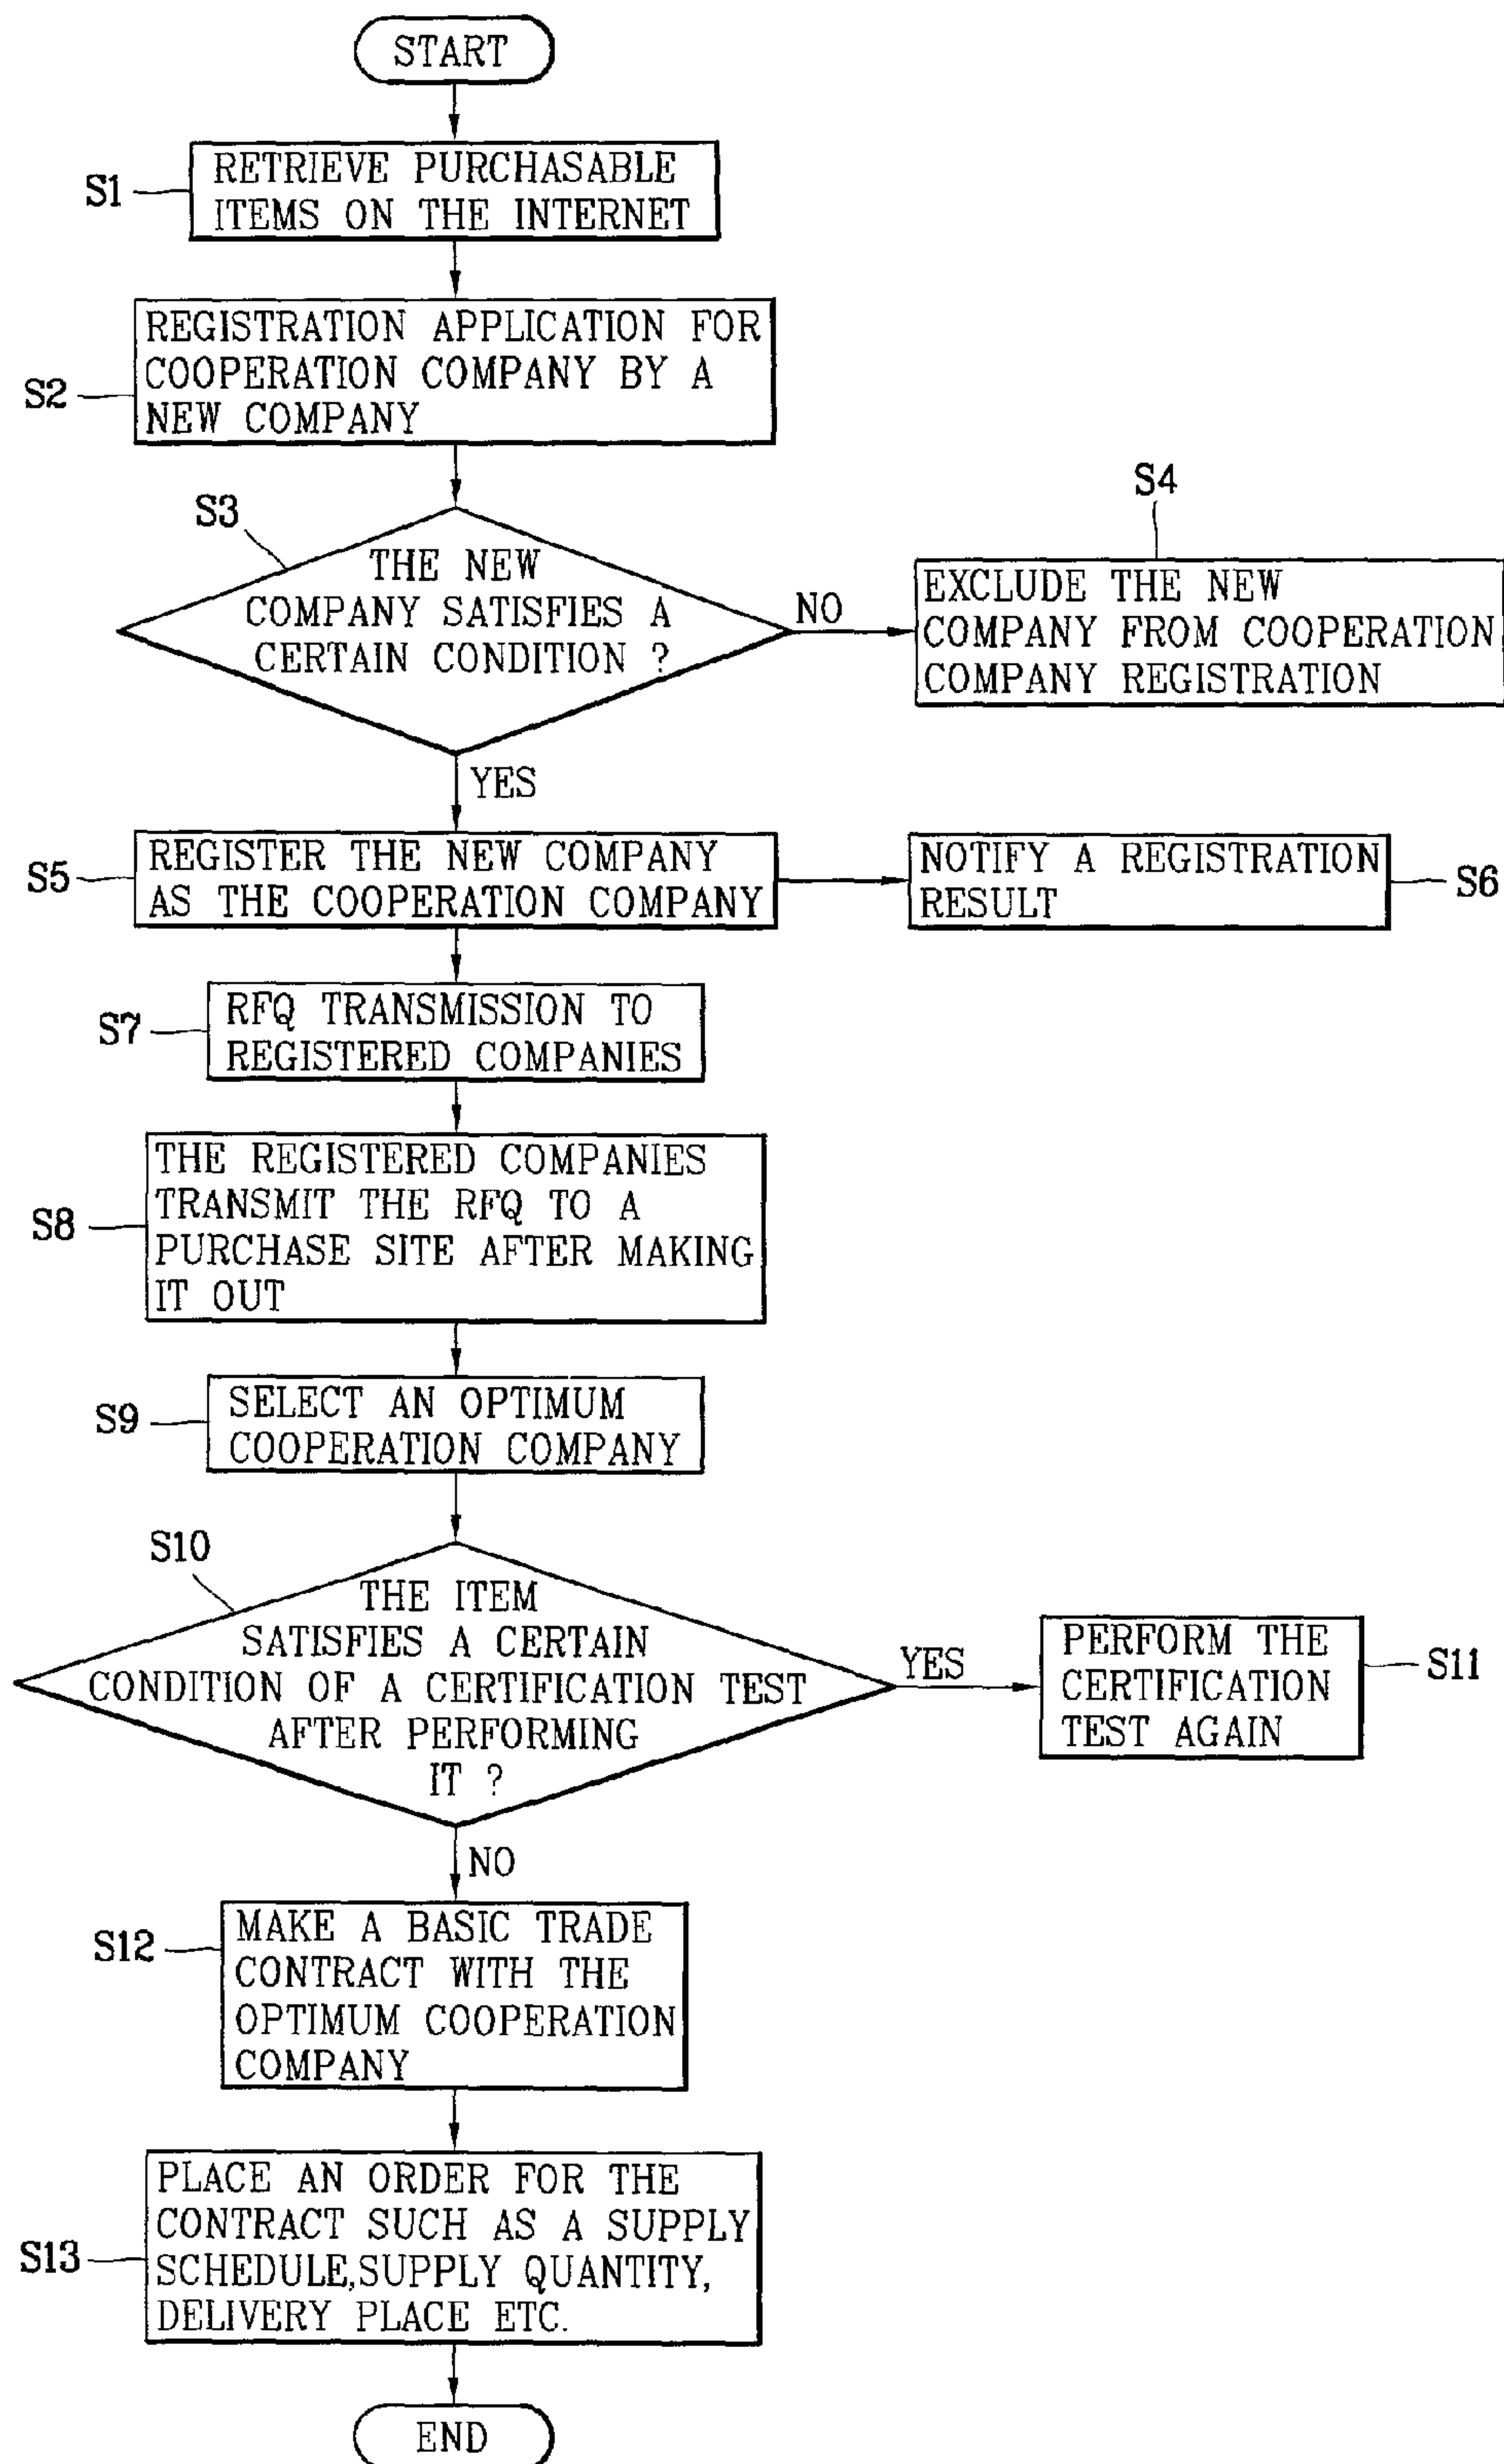 START
S1
RETRIEVE PURCHASABLE
ITEMS ON THE INTERNET
S2
REGISTRATION APPLICATION FOR
COOPERATION COMPANY BY A
NEW COMPANY
S3
THE NEW
COMPANY SATISFIES A
CERTAIN CONDITION ?
NO
S4
EXCLUDE THE NEW
COMPANY FROM COOPERATION
COMPANY REGISTRATION
YES
S5
REGISTER THE NEW COMPANY
AS THE COOPERATION COMPANY
NOTIFY A REGISTRATION
RESULT
S6
S7
RFQ TRANSMISSION TO
REGISTERED COMPANIES
S8
THE REGISTERED COMPANIES
TRANSMIT THE RFQ TO A
PURCHASE SITE AFTER MAKING
IT OUT
S9
SELECT AN OPTIMUM
COOPERATION COMPANY
S10
THE ITEM
SATISFIES A CERTAIN
CONDITION OF A CERTIFICATION TEST
AFTER PERFORMING
IT ?
YES
PERFORM THE
CERTIFICATION
TEST AGAIN
S11
NO
S12
MAKE A BASIC TRADE
CONTRACT WITH THE
OPTIMUM COOPERATION
COMPANY
S13
PLACE AN ORDER FOR THE
CONTRACT SUCH AS A SUPPLY
SCHEDULE,SUPPLY QUANTITY,
DELIVERY PLACE ETC.
END